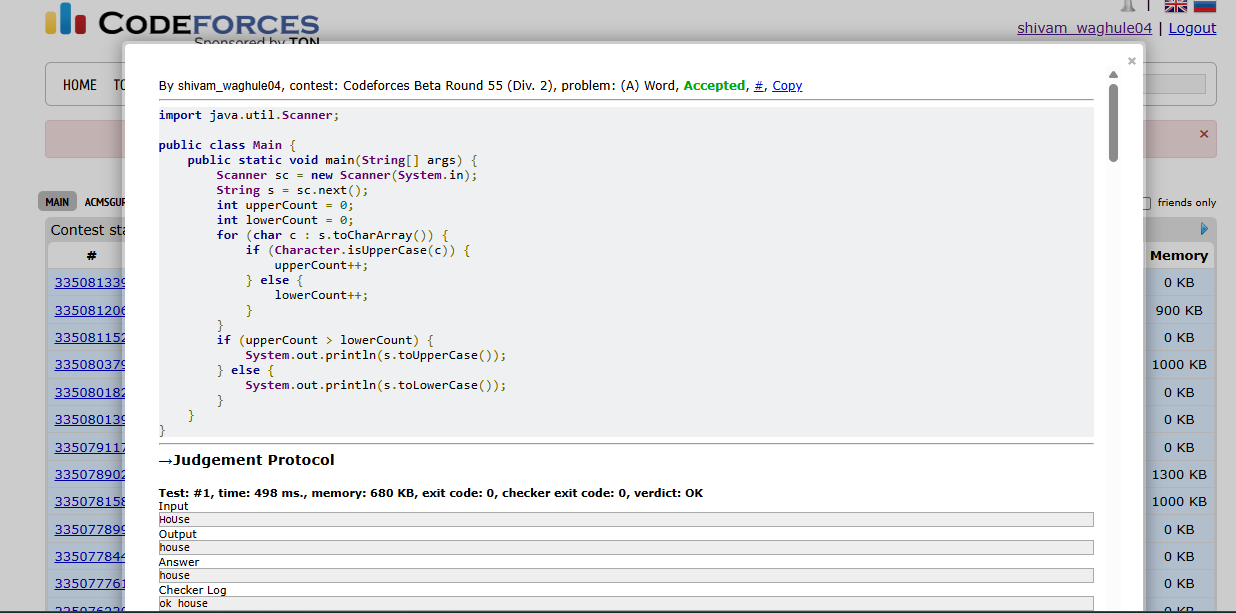 CODEFORCES
Sponsored by TON
shivam_waghule04 | Logout
HOME
×
By shivam_waghule04, contest: Codeforces Beta Round 55 (Div. 2), problem: (A) Word, Accepted, #, Copy
import java.util.Scanner;
public class Main {
public static void main(String[] args) {
Scanner sc = new Scanner(System.in);
String s = sc.next();
int upperCount = 0;
int lowerCount = 0;
for (char c : s.toCharArray()) {
if (Character.isUpperCase(c)) {
upperCount++;
} else {
lowerCount++;
}
}
if (upperCount > lowerCount) {
System.out.println(s.toUpperCase());
} else {
System.out.println(s.toLowerCase());
}
}
}
→Judgement Protocol
Test: #1, time: 498 ms., memory: 680 KB, exit code: 0, checker exit code: 0, verdict: OK
Input
HoUse
Output
house
Answer
house
Checker Log
ok house
×
MAIN ACMSGUR
friends only
Contest sta
# Memory
335081339 0 KB
335081206 900 KB
335081152 0 KB
335080379 1000 KB
335080182 0 KB
335080139 0 KB
335079117 0 KB
335078902 1300 KB
335078158 1000 KB
335077899 0 KB
335077844 0 KB
335077761 0 KB
0 KB